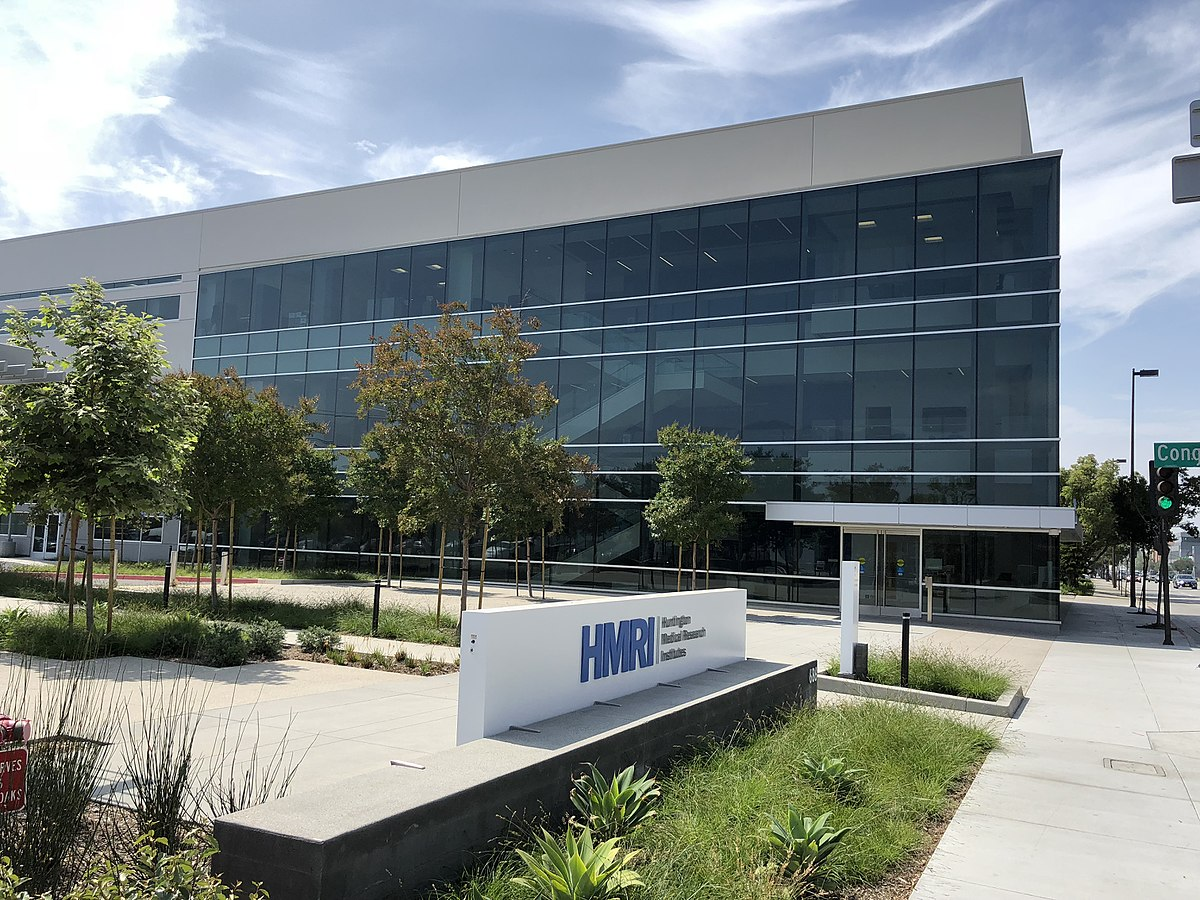 Cong
HMRI
Huntington
Medical Research
Institutes